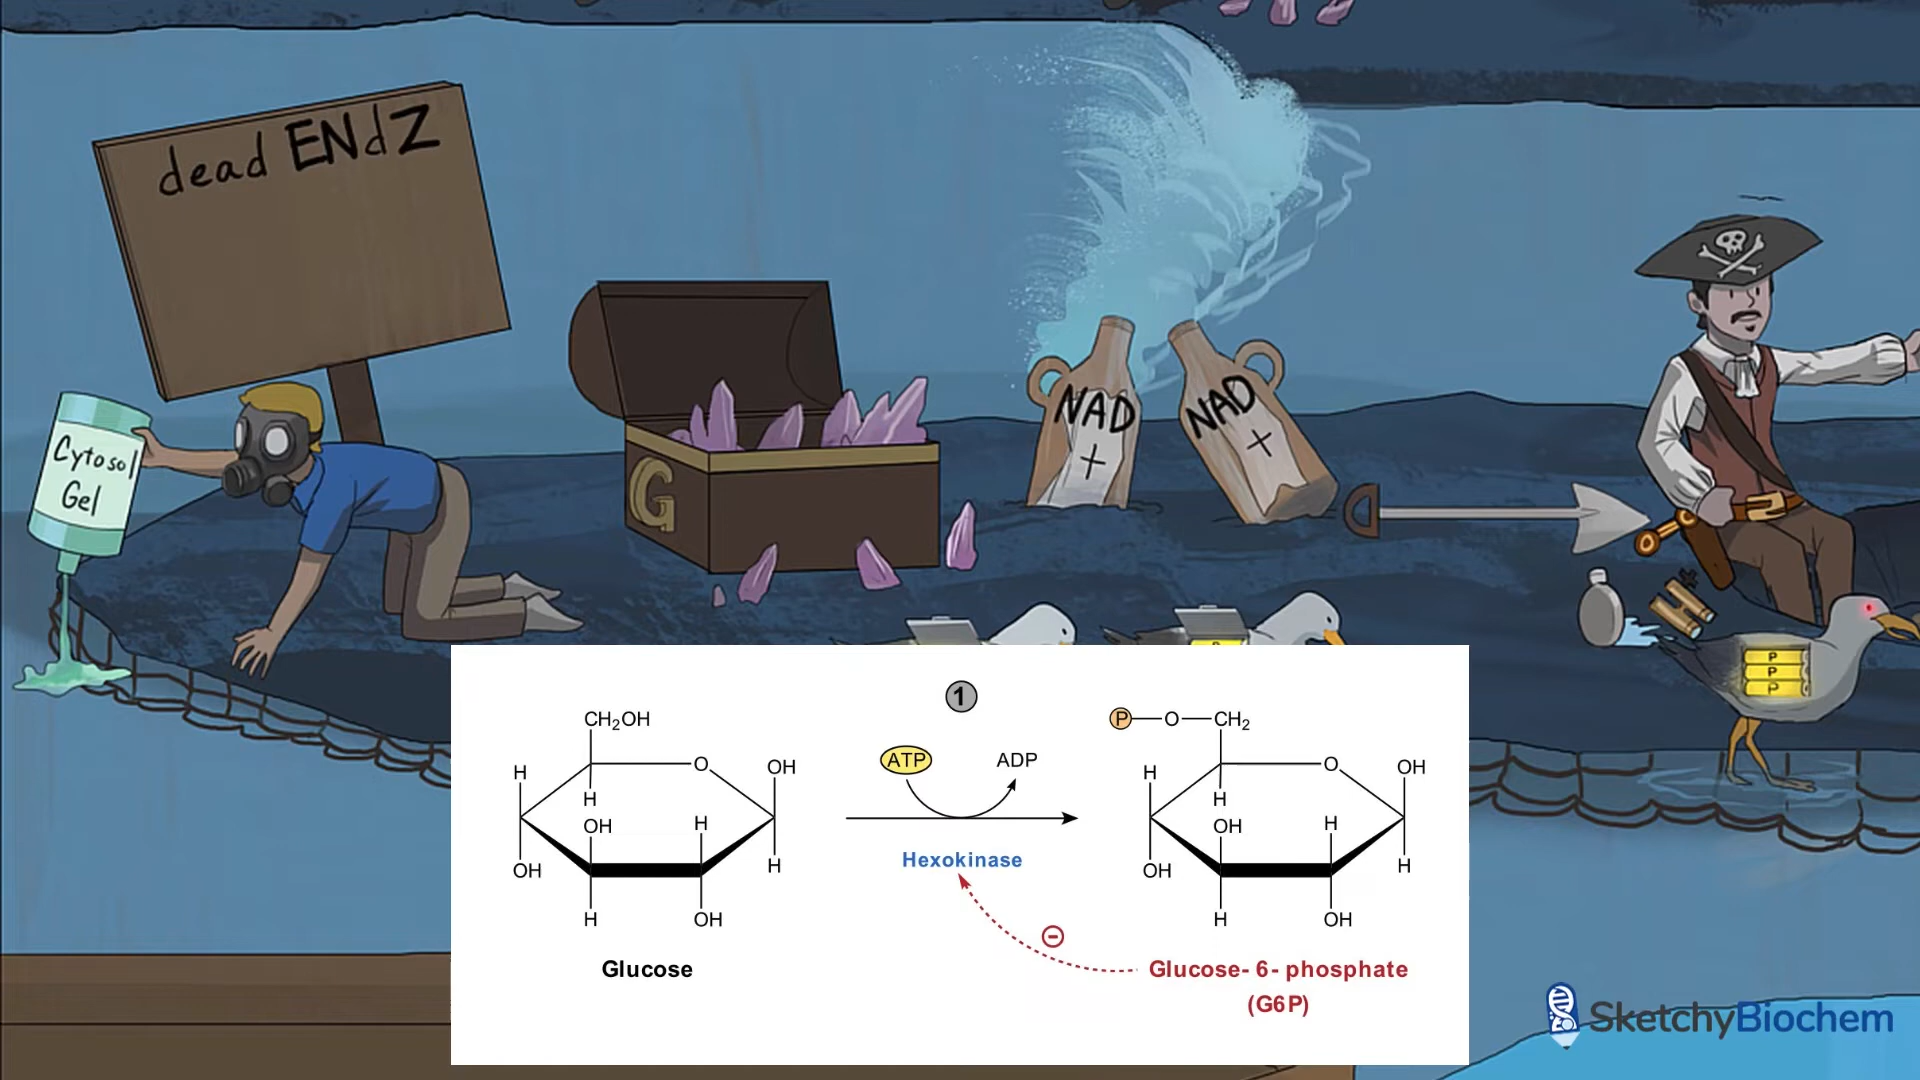 dead ENdZ
Cytosol
Gel
G
NAD
+
NAD
+
P
P
P
P
1
CH₂OH
O
H
OH
H
OH
H
OH
H
H
OH
Glucose
ATP
ADP
Hexokinase
−
P—O—CH₂
O
H
OH
H
OH
H
OH
H
H
OH
Glucose- 6- phosphate
(G6P)
SketchyBiochem